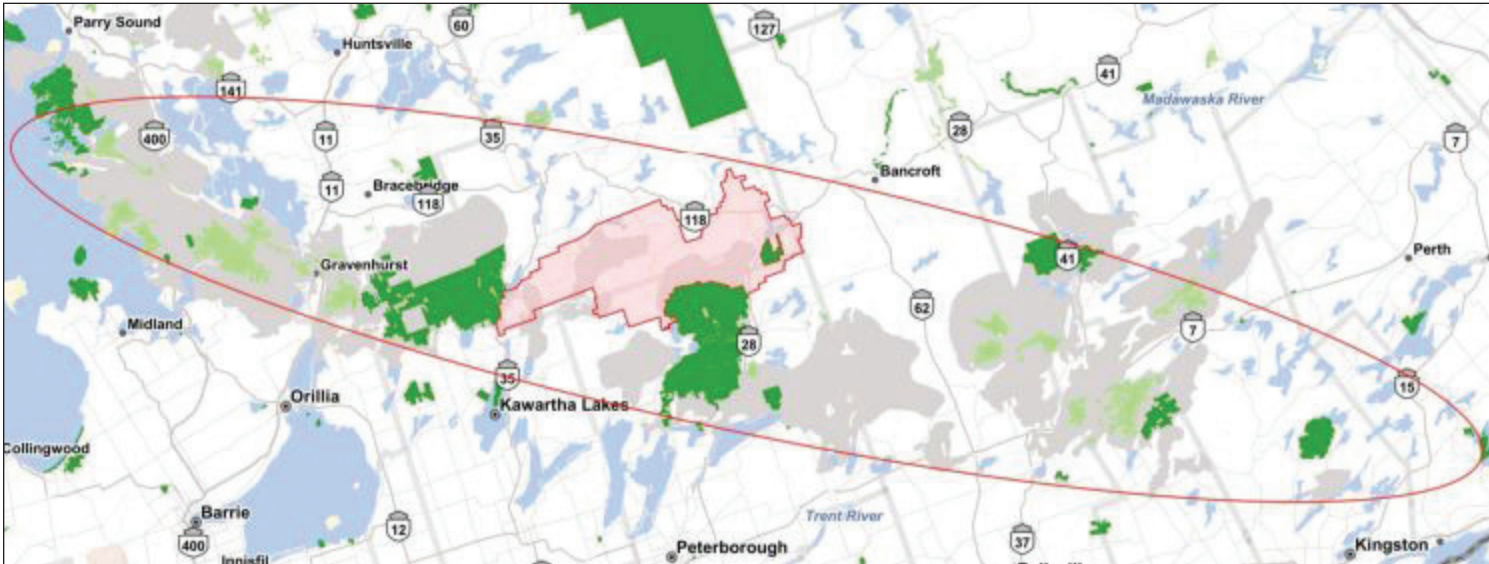 Parry Sound
60
127
Huntsville
141
41
Madawaska River
400
11
35
28
7
11
Bracebridge
118
Bancroft
118
Gravenhurst
41
Perth
62
Midland
28
7
35
15
Orillia
Kawartha Lakes
Collingwood
Barrie
400
12
Trent River
37
Innisfil
Peterborough
Kingston